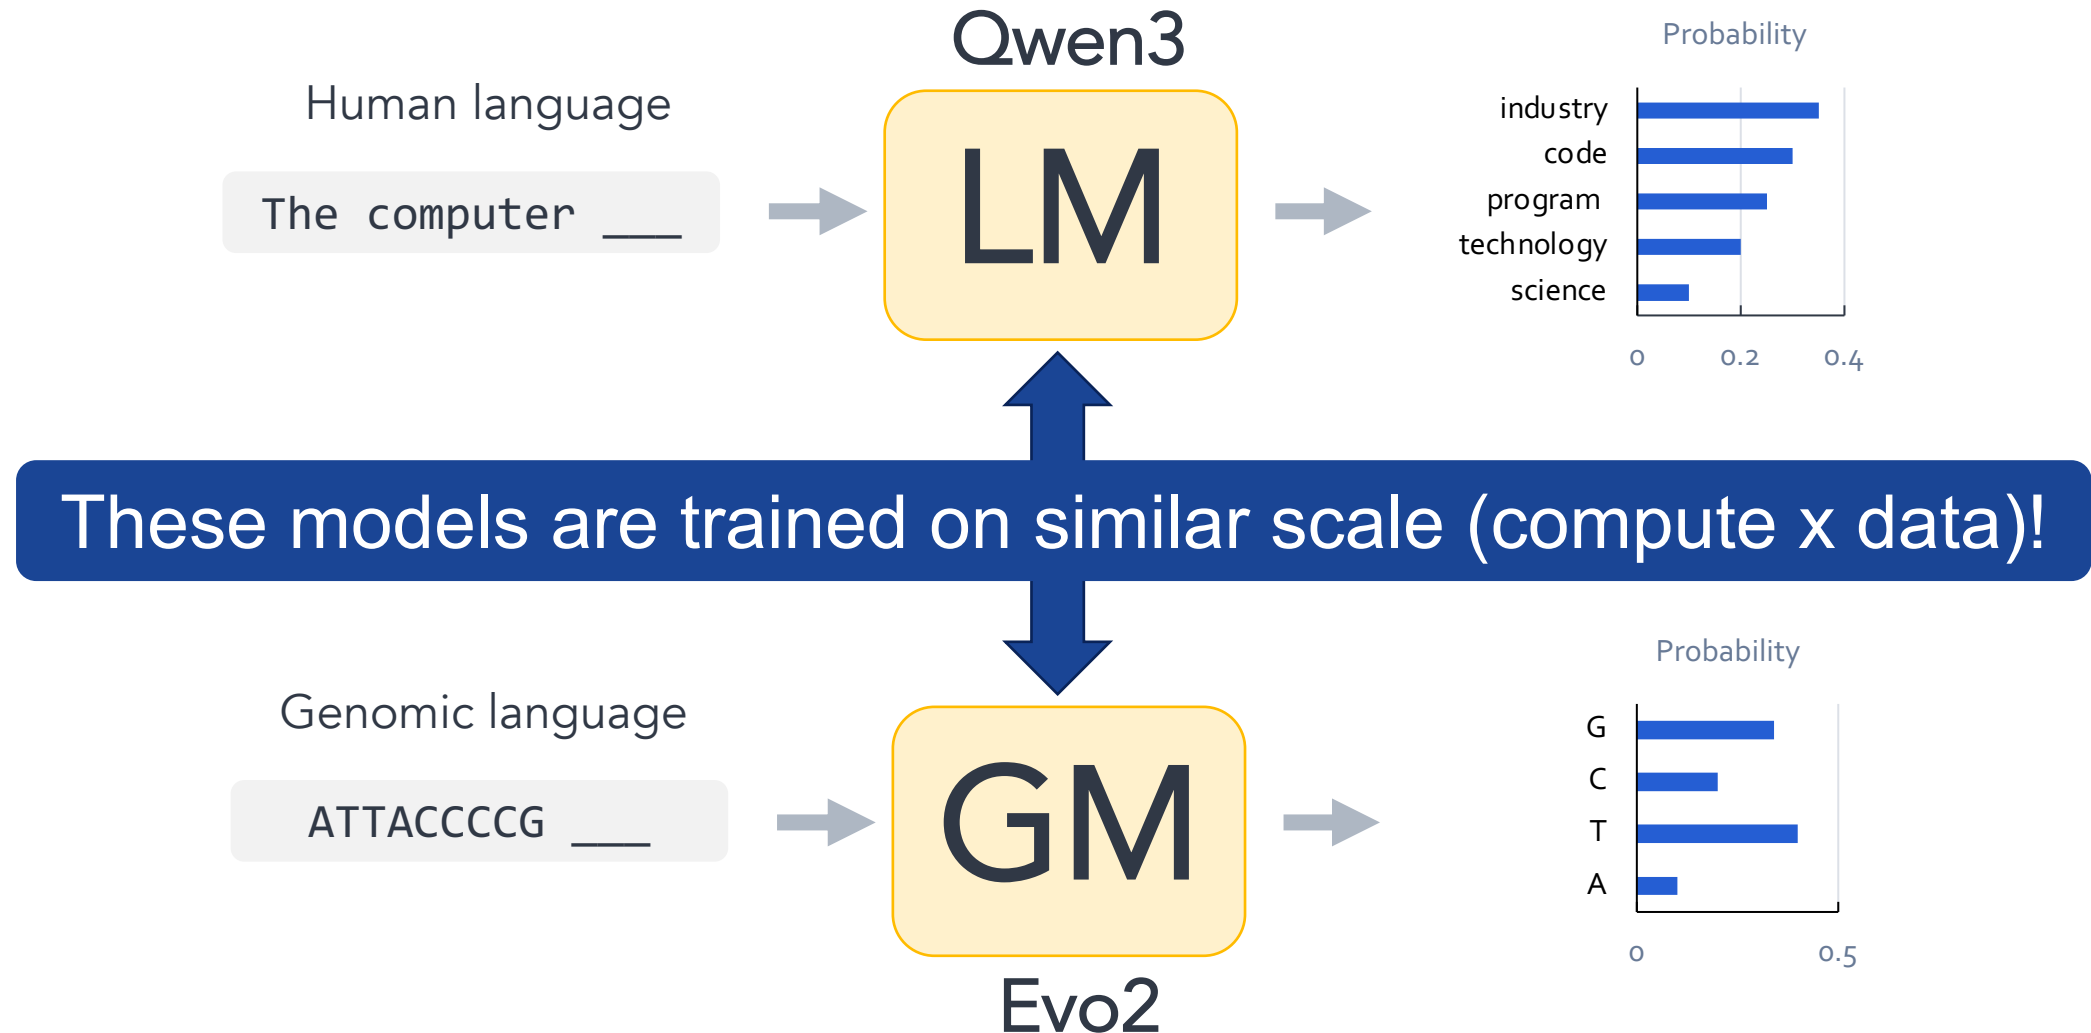 Qwen3
Human language
The computer ___
LM
Probability
industry
code
program
technology
science
0 0.2 0.4
These models are trained on similar scale (compute x data)!
Genomic language
ATTACCCCG ___
GM
Evo2
Probability
G
C
T
A
0 0.5